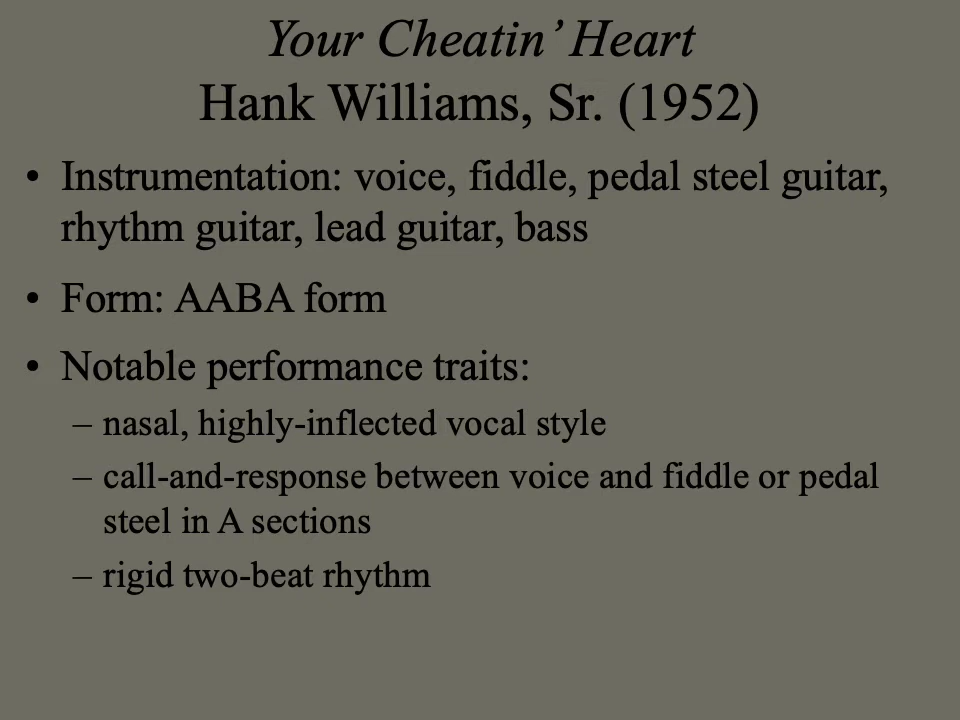 Your Cheatin’ Heart
Hank Williams, Sr. (1952)
• Instrumentation: voice, fiddle, pedal steel guitar,
rhythm guitar, lead guitar, bass
• Form: AABA form
• Notable performance traits:
– nasal, highly-inflected vocal style
– call-and-response between voice and fiddle or pedal
steel in A sections
– rigid two-beat rhythm